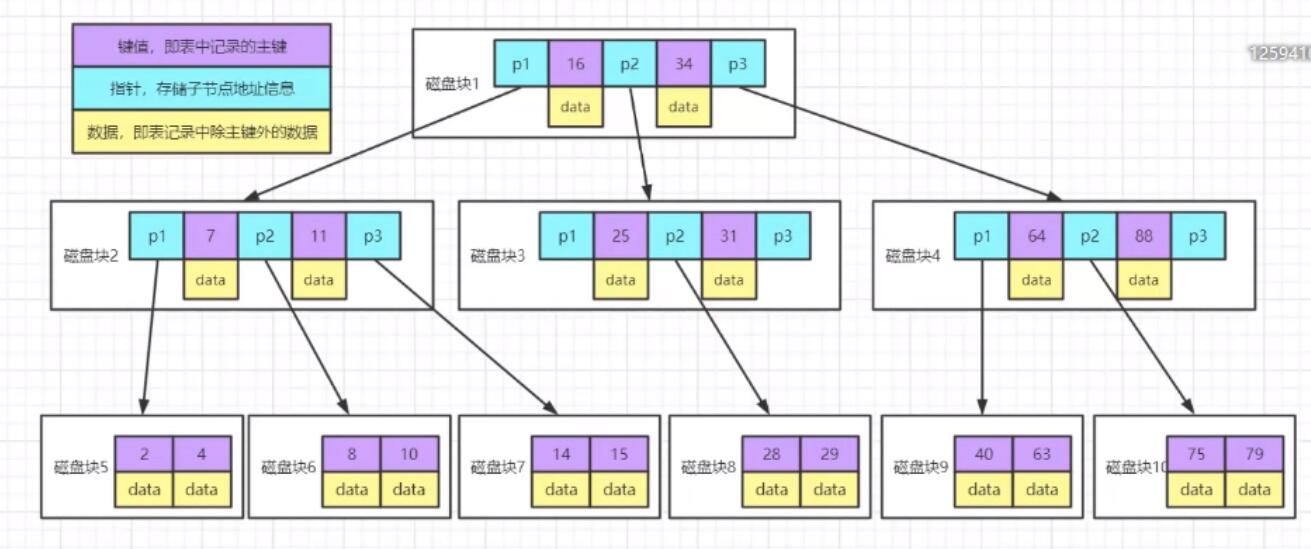 键值，即表中记录的主键
指针，存储子节点地址信息
数据，即表记录中除主键外的数据
磁盘块1
p1 16 p2 34 p3
data data
磁盘块2
p1 7 p2 11 p3
data data
磁盘块3
p1 25 p2 31 p3
data data
磁盘块4
p1 64 p2 88 p3
data data
磁盘块5
2 4
data data
磁盘块6
8 10
data data
磁盘块7
14 15
data data
磁盘块8
28 29
data data
磁盘块9
40 63
data data
磁盘块10
75 79
data data